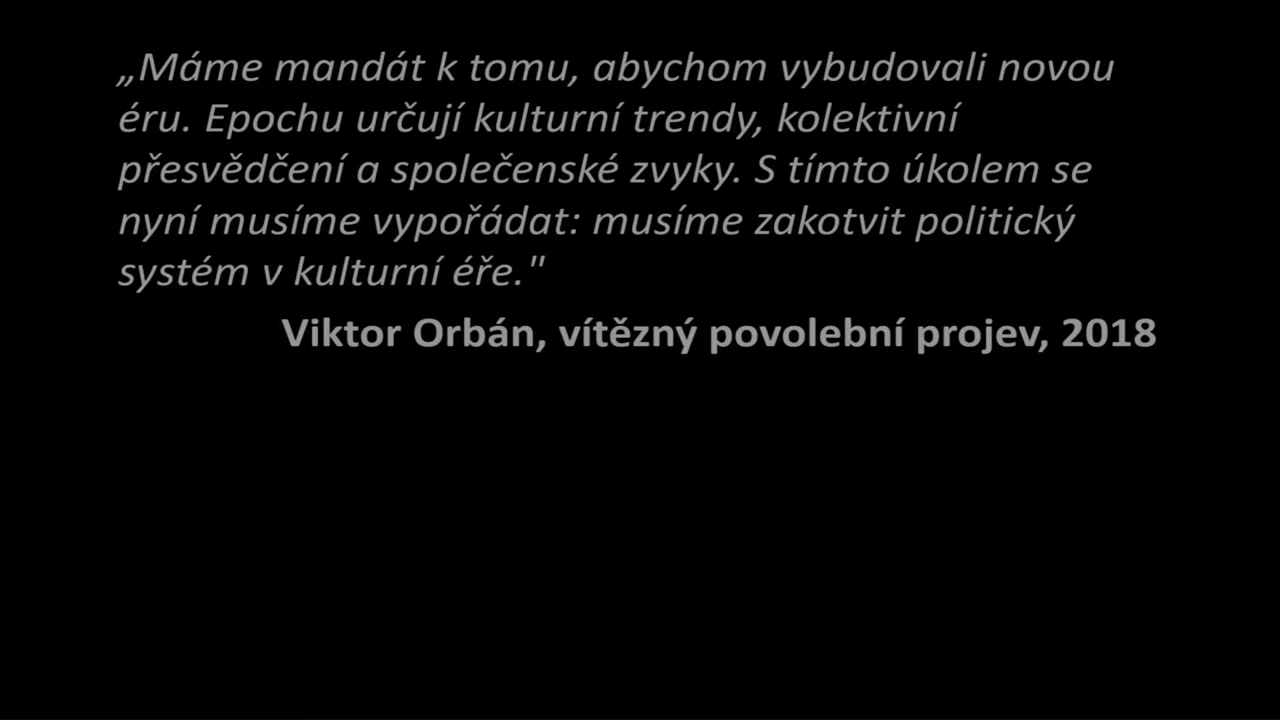 „Máme mandát k tomu, abychom vybudovali novou
éru. Epochu určují kulturní trendy, kolektivní
přesvědčení a společenské zvyky. S tímto úkolem se
nyní musíme vypořádat: musíme zakotvit politický
systém v kulturní éře."
Viktor Orbán, vítězný povolební projev, 2018